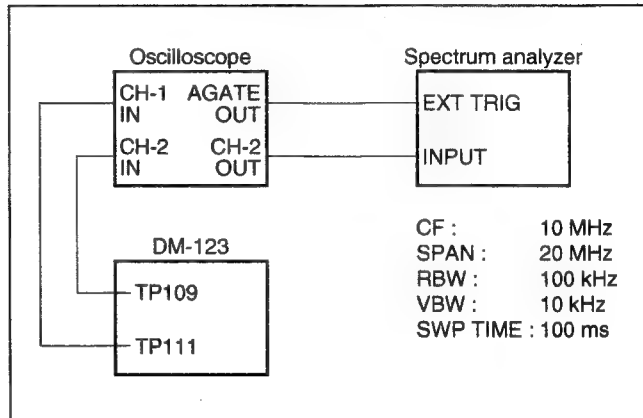 Oscilloscope
CH-1 AGATE
IN OUT
CH-2 CH-2
IN OUT
Spectrum analyzer
EXT TRIG
INPUT
DM-123
TP109
TP111
CF : 10 MHz
SPAN : 20 MHz
RBW : 100 kHz
VBW : 10 kHz
SWP TIME : 100 ms